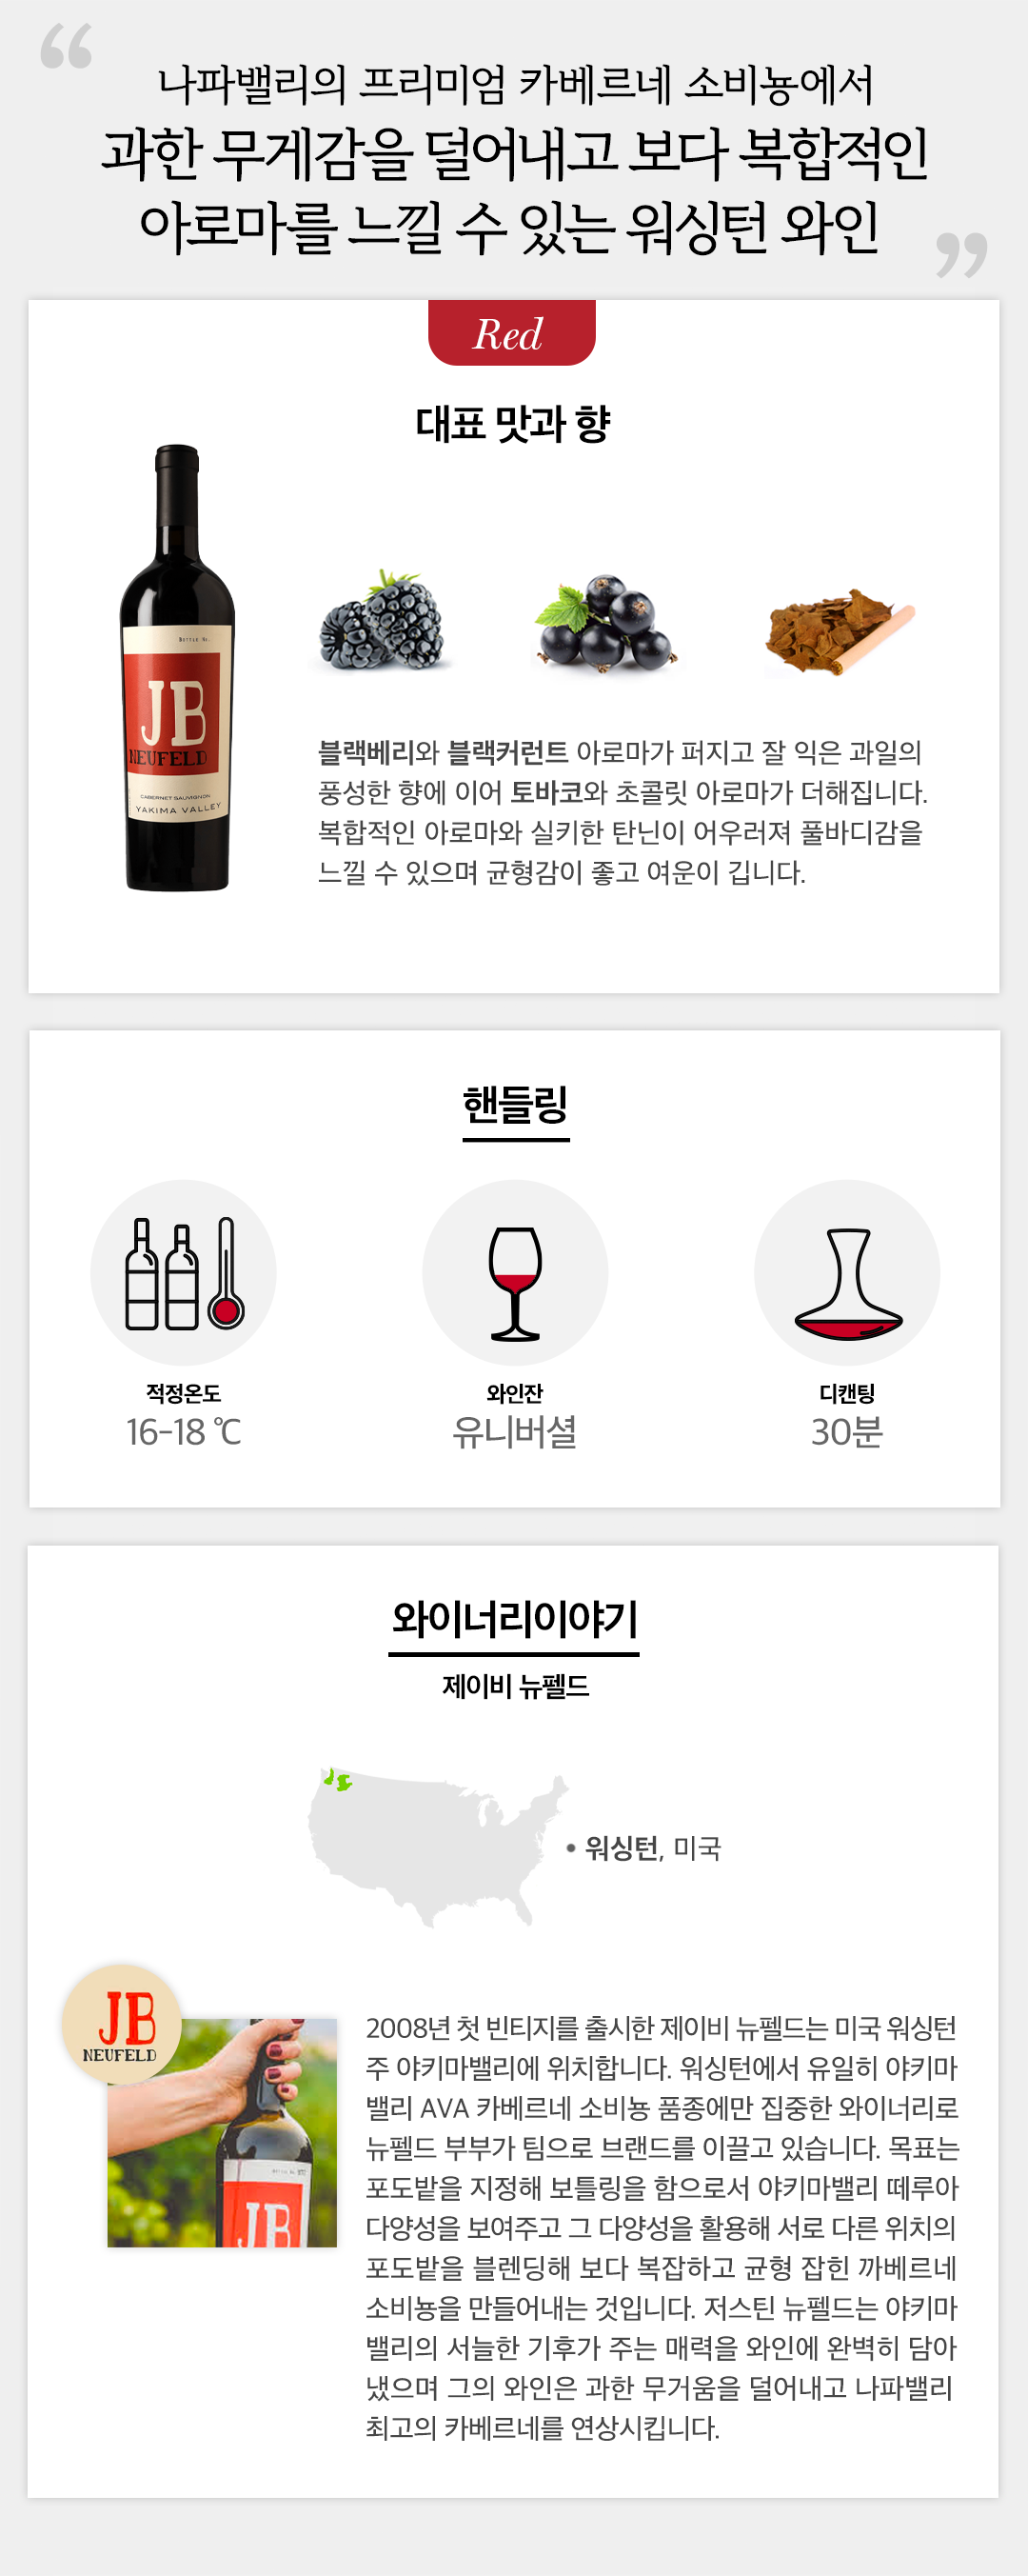 “
나파밸리의 프리미엄 카베르네 소비뇽에서
과한 무게감을 덜어내고 보다 복합적인
아로마를 느낄 수 있는 워싱턴 와인
”
Red
대표 맛과 향
BOTTLE No.
JB
NEUFELD
CABERNET SAUVIGNON
YAKIMA VALLEY
블랙베리와 블랙커런트 아로마가 퍼지고 잘 익은 과일의
풍성한 향에 이어 토바코와 초콜릿 아로마가 더해집니다.
복합적인 아로마와 실키한 탄닌이 어우러져 풀바디감을
느낄 수 있으며 균형감이 좋고 여운이 깁니다.
핸들링
적정온도
16-18 ℃
와인잔
유니버셜
디캔팅
30분
와이너리이야기
제이비 뉴펠드
• 워싱턴, 미국
JB
NEUFELD
JB
2008년 첫 빈티지를 출시한 제이비 뉴펠드는 미국 워싱턴
주 야키마밸리에 위치합니다. 워싱턴에서 유일히 야키마
밸리 AVA 카베르네 소비뇽 품종에만 집중한 와이너리로
뉴펠드 부부가 팀으로 브랜드를 이끌고 있습니다. 목표는
포도밭을 지정해 보틀링을 함으로서 야키마밸리 떼루아
다양성을 보여주고 그 다양성을 활용해 서로 다른 위치의
포도밭을 블렌딩해 보다 복잡하고 균형 잡힌 까베르네
소비뇽을 만들어내는 것입니다. 저스틴 뉴펠드는 야키마
밸리의 서늘한 기후가 주는 매력을 와인에 완벽히 담아
냈으며 그의 와인은 과한 무거움을 덜어내고 나파밸리
최고의 카베르네를 연상시킵니다.